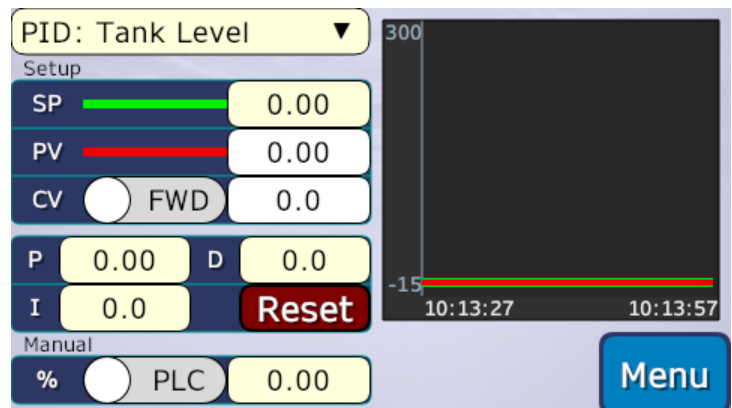 PID: Tank Level ▼
Setup
SP 0.00
PV 0.00
CV FWD 0.0
P 0.00 D 0.0
I 0.0 Reset
Manual
% PLC 0.00
300
-15
10:13:27 10:13:57
Menu